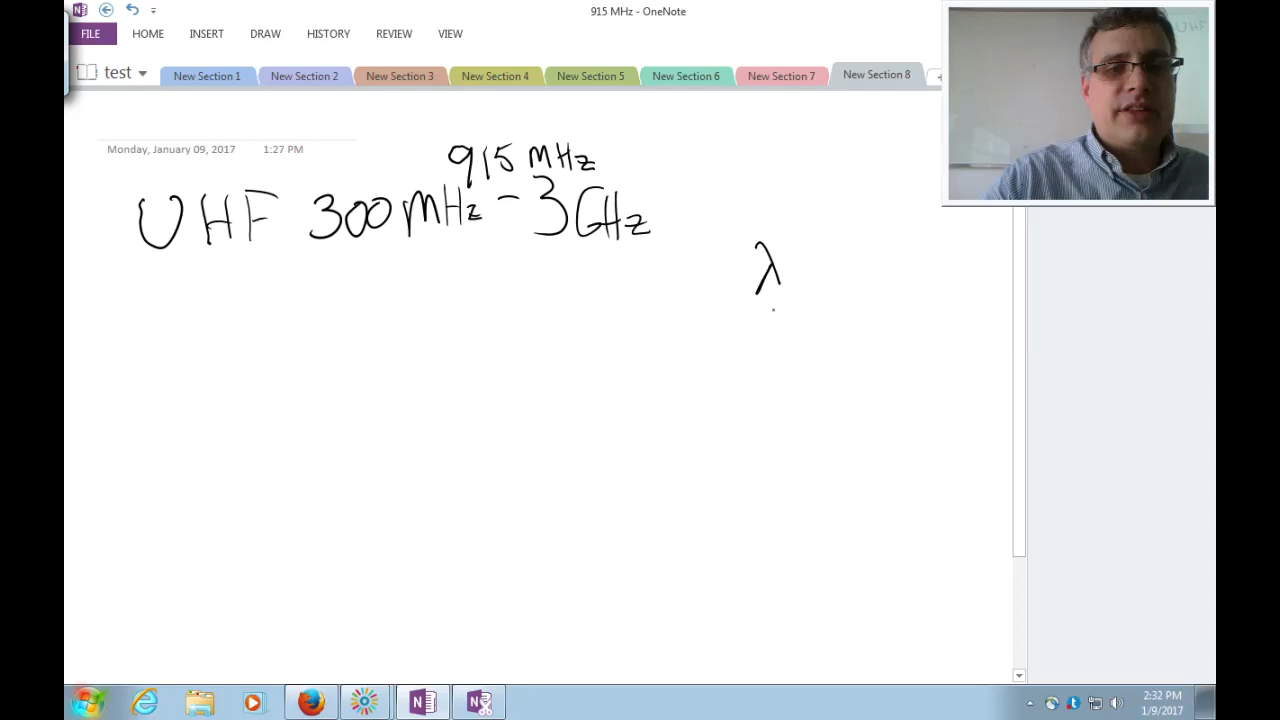 915 MHz - OneNote
FILE HOME INSERT DRAW HISTORY REVIEW VIEW
test New Section 1 New Section 2 New Section 3 New Section 4 New Section 5 New Section 6 New Section 7 New Section 8
UHF
Monday, January 09, 2017 1:27 PM
915 MHz
UHF 300 MHz - 3 GHz
λ
2:32 PM
1/9/2017